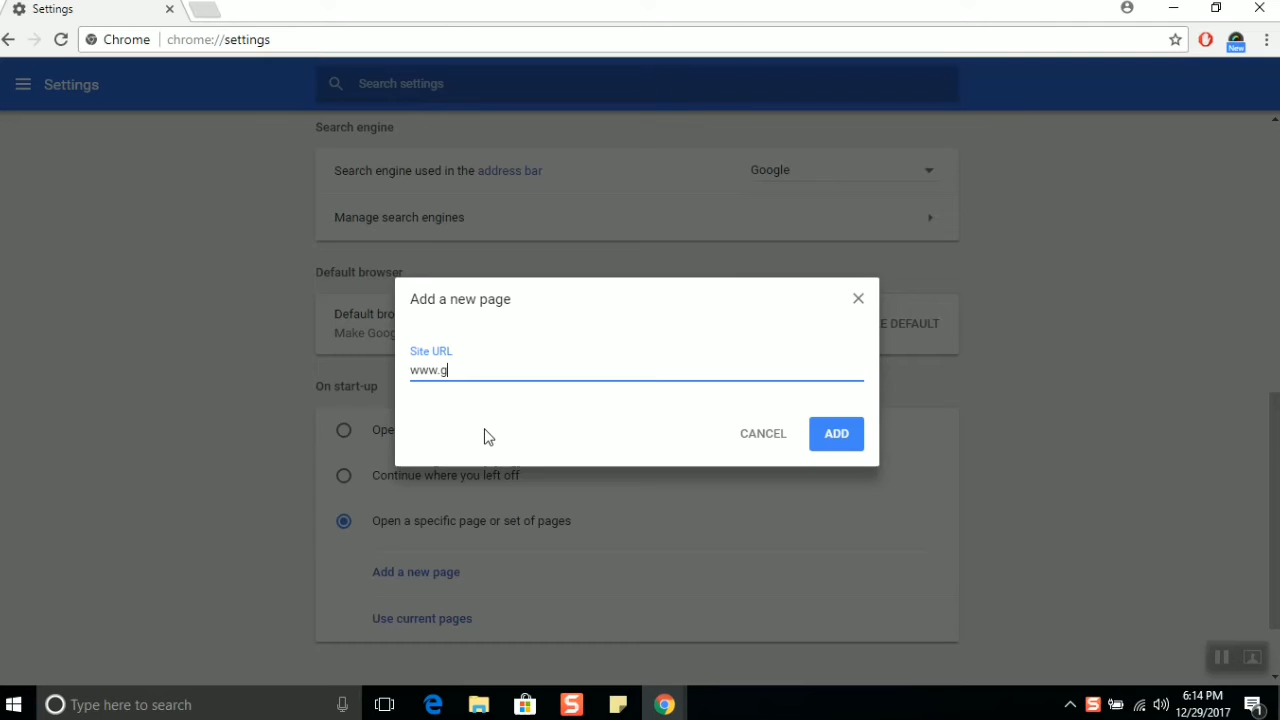 Settings
Chrome chrome://settings
New
Settings
Search settings
Search engine
Search engine used in the address bar
Google
Manage search engines
Default browser
Default bro
Make Goog
E DEFAULT
Add a new page
Site URL
www.g
CANCEL
ADD
On start-up
Ope
Continue where you left off
Open a specific page or set of pages
Add a new page
Use current pages
Type here to search
6:14 PM
12/29/2017
1